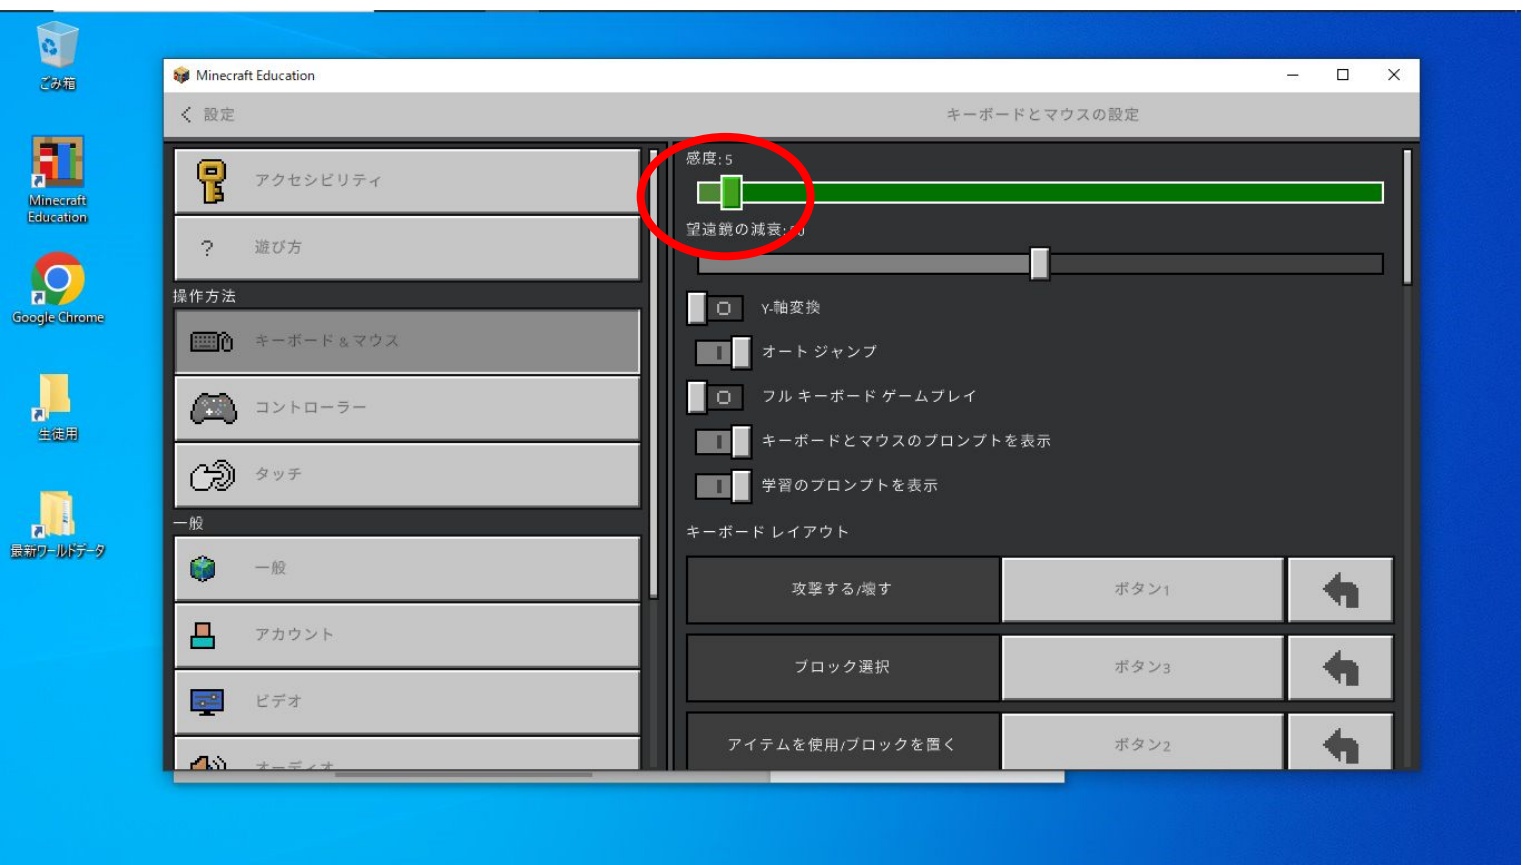 ごみ箱
Minecraft
Education
Google Chrome
生徒用
最新ワールドデータ
Minecraft Education
設定
キーボードとマウスの設定
アクセシビリティ
? 遊び方
操作方法
キーボード & マウス
コントローラー
タッチ
一般
一般
アカウント
ビデオ
オーディオ
感度: 5
望遠鏡の減衰:
Y-軸変換
オート ジャンプ
フル キーボード ゲームプレイ
キーボードとマウスのプロンプトを表示
学習のプロンプトを表示
キーボード レイアウト
攻撃する/壊す ボタン1
ブロック選択 ボタン3
アイテムを使用/ブロックを置く ボタン2